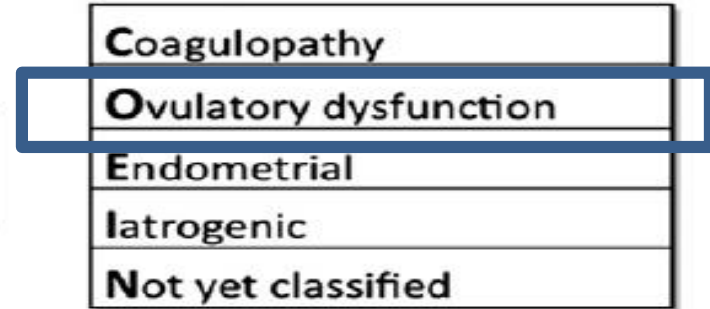 Coagulopathy
Ovulatory dysfunction
Endometrial
Iatrogenic
Not yet classified